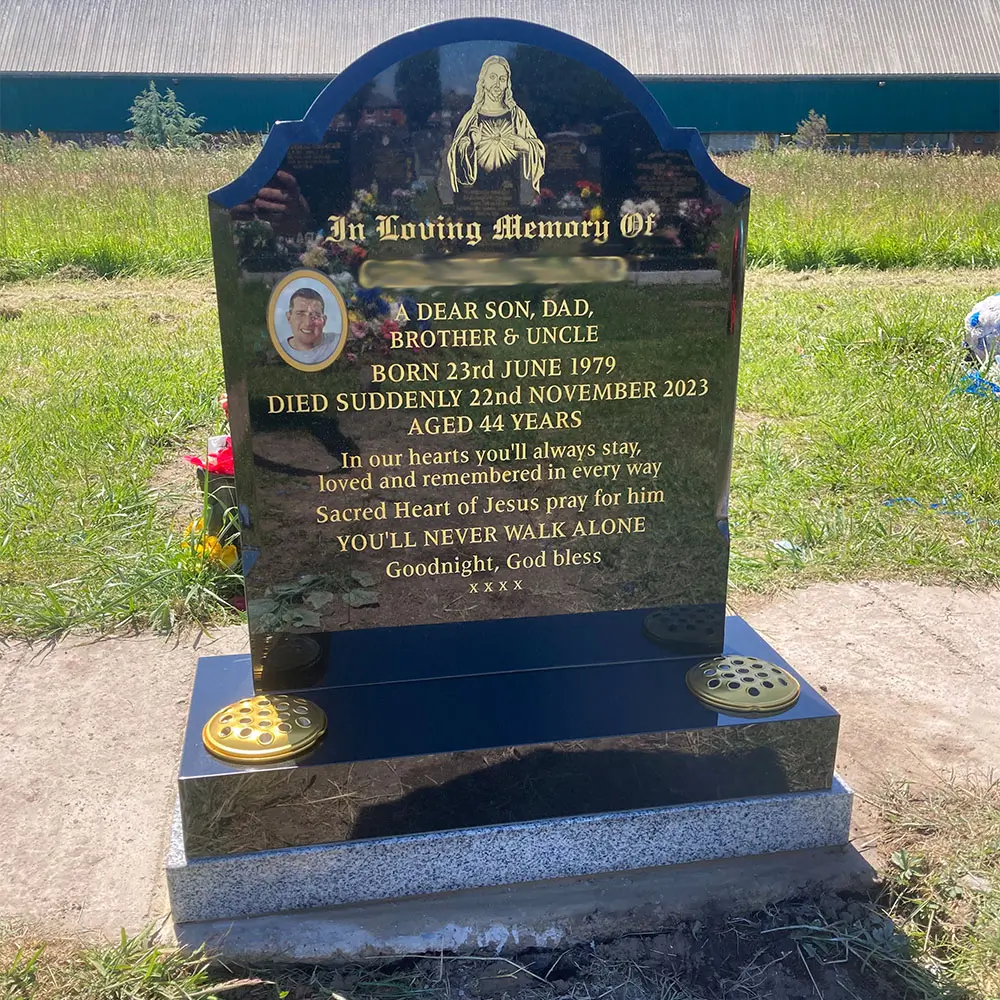 In Loving Memory Of
A DEAR SON, DAD,
BROTHER & UNCLE
BORN 23rd JUNE 1979
DIED SUDDENLY 22nd NOVEMBER 2023
AGED 44 YEARS
In our hearts you'll always stay,
loved and remembered in every way
Sacred Heart of Jesus pray for him
YOU'LL NEVER WALK ALONE
Goodnight, God bless
x x x x